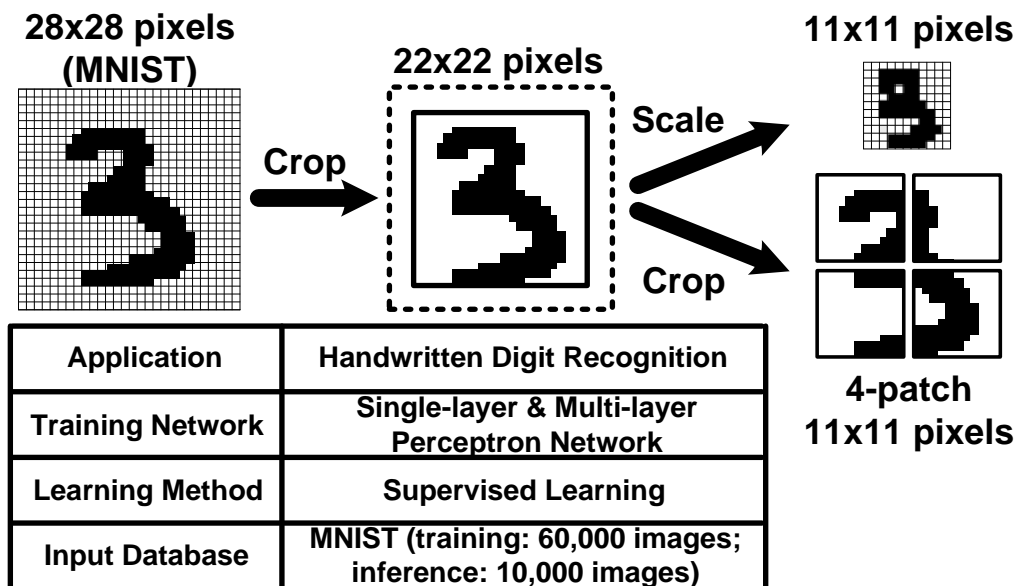 28x28 pixels
(MNIST)
Crop
22x22 pixels
Scale
Crop
11x11 pixels
4-patch
11x11 pixels
Application
Handwritten Digit Recognition
Training Network
Single-layer & Multi-layer
Perceptron Network
Learning Method
Supervised Learning
Input Database
MNIST (training: 60,000 images;
inference: 10,000 images)